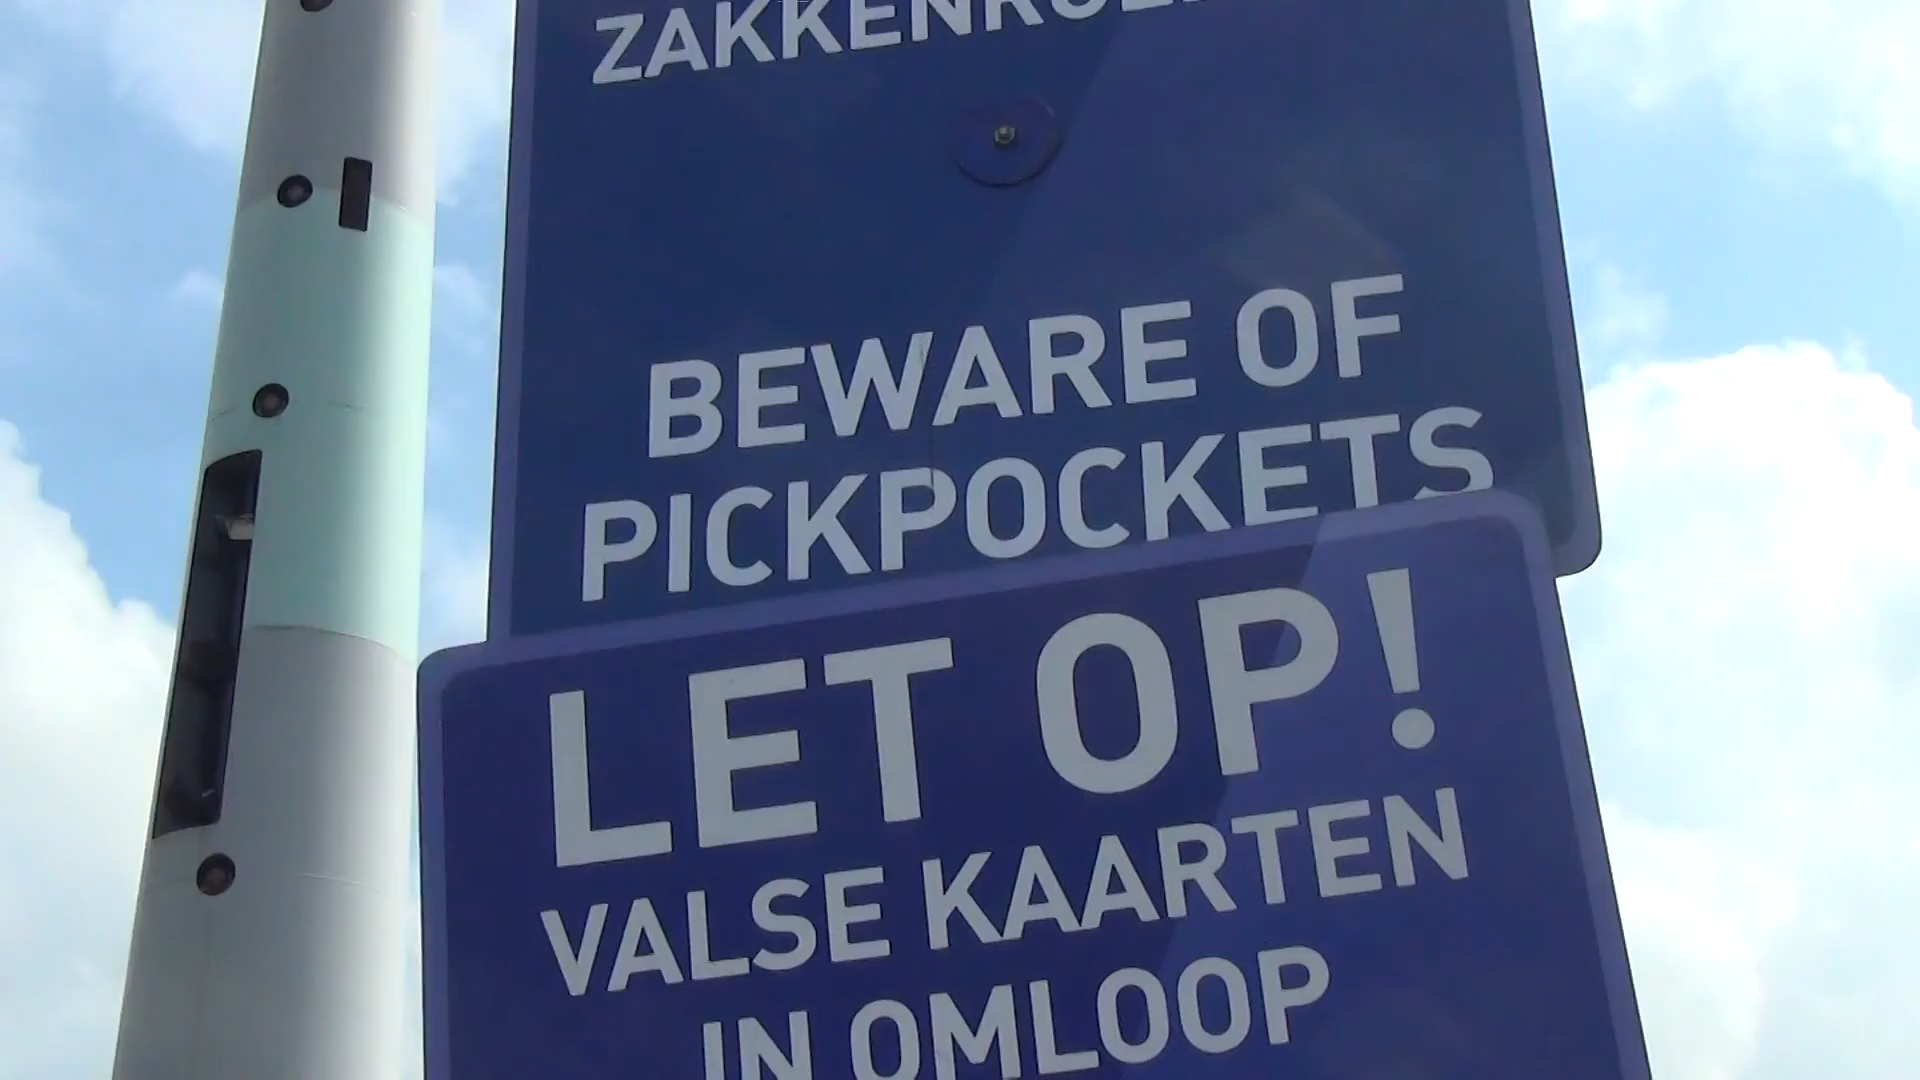 BEWARE OF
PICKPOCKETS
LET OP!
VALSE KAARTEN
IN OMLOOP